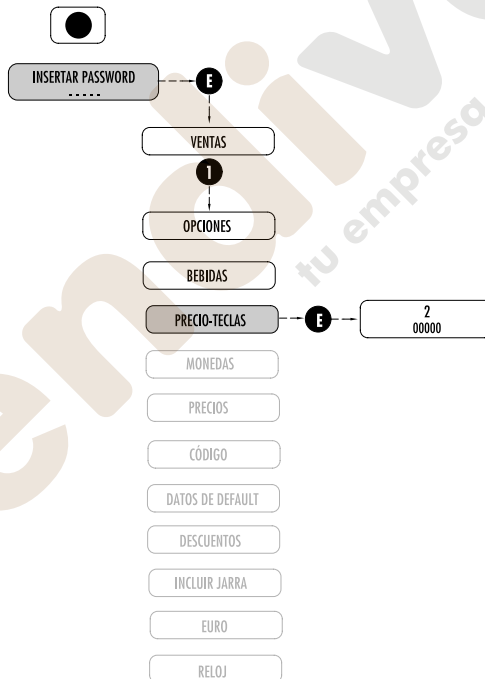 INSERTAR PASSWORD
.....
E
VENTAS
1
OPCIONES
BEBIDAS
PRECIO-TECLAS
E
2
00000
MONEDAS
PRECIOS
CÓDIGO
DATOS DE DEFAULT
DESCUENTOS
INCLUIR JARRA
EURO
RELOJ
tu empresa